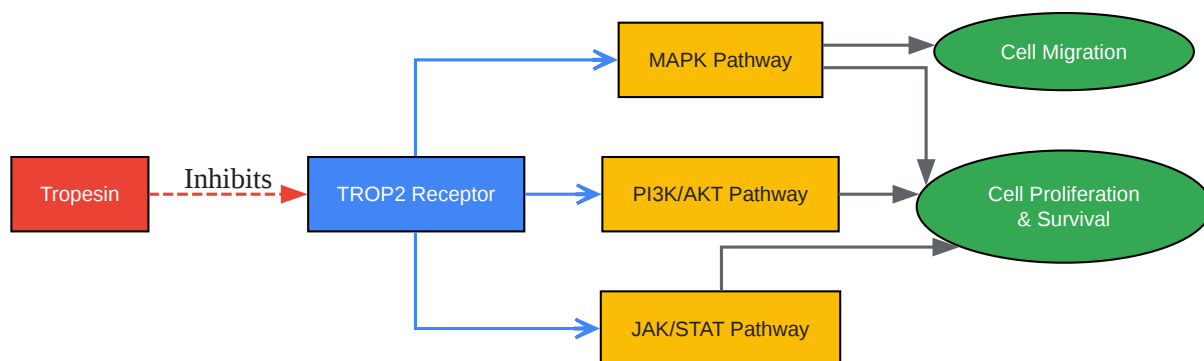 MAPK Pathway
Cell Migration
Tropesin
Inhibits
TROP2 Receptor
PI3K/AKT Pathway
Cell Proliferation
& Survival
JAK/STAT Pathway